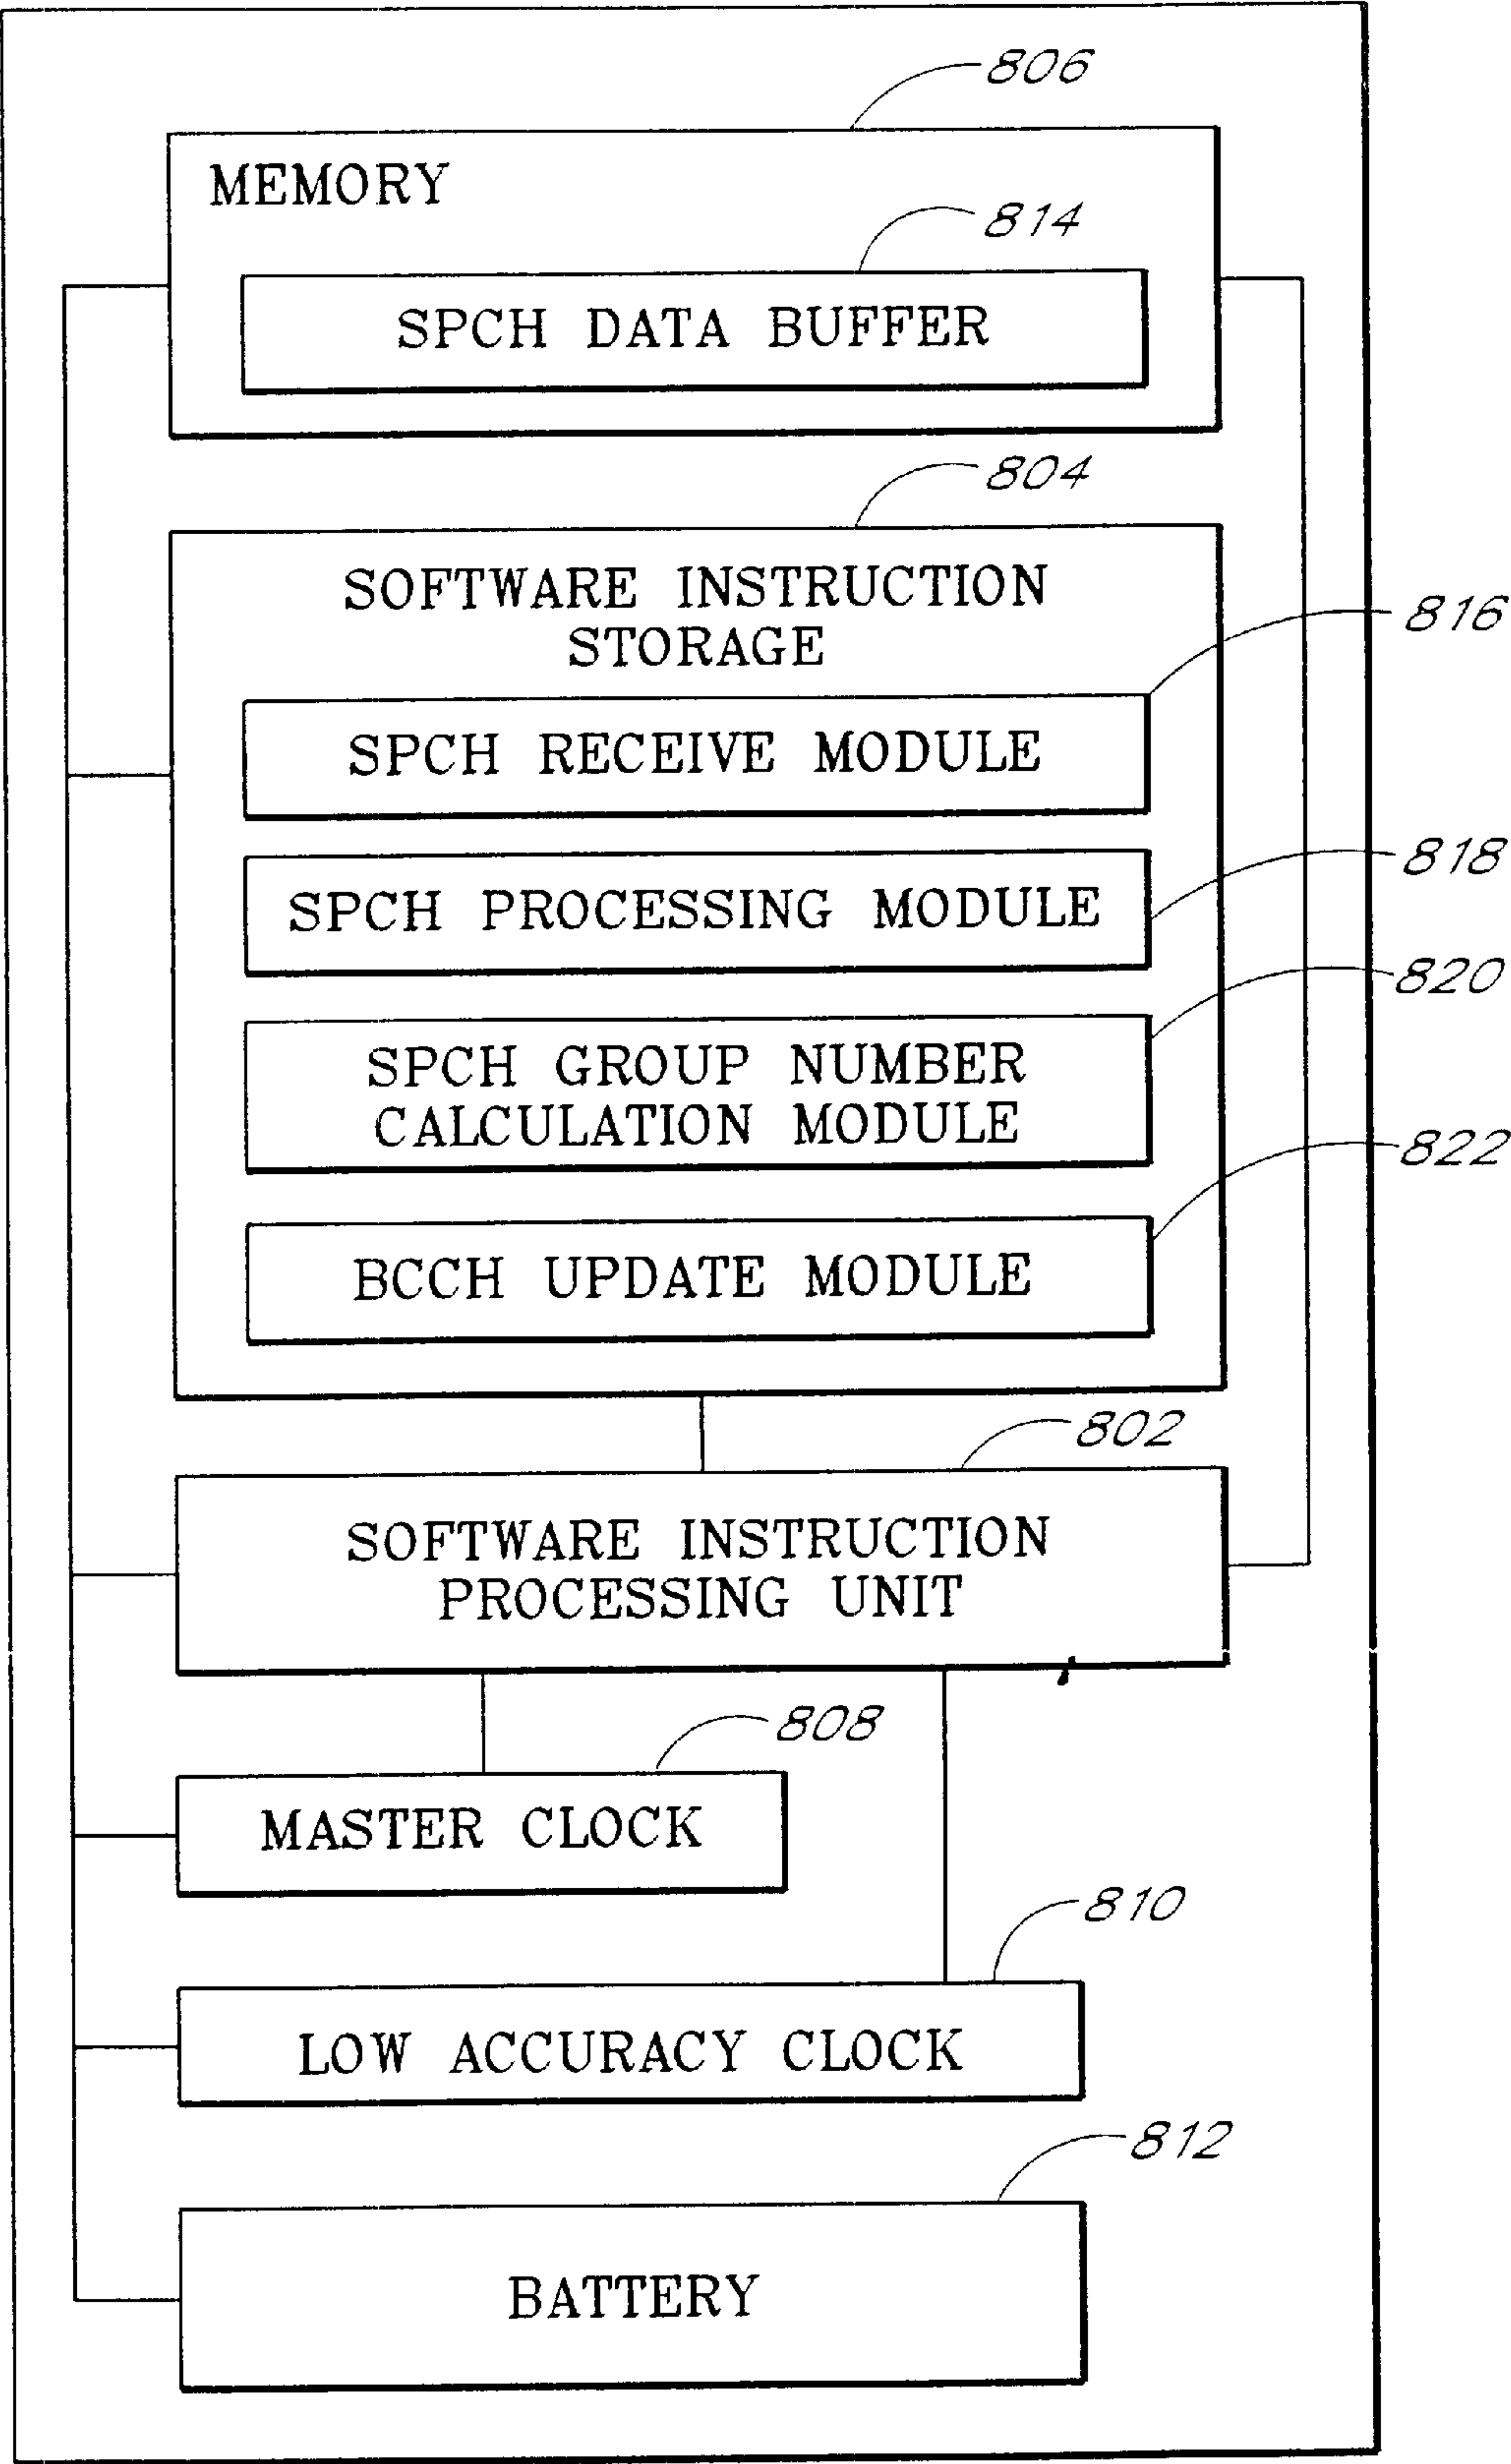 806
MEMORY
814
SPCH DATA BUFFER
804
SOFTWARE INSTRUCTION
STORAGE
816
SPCH RECEIVE MODULE
818
SPCH PROCESSING MODULE
820
SPCH GROUP NUMBER
CALCULATION MODULE
822
BCCH UPDATE MODULE
802
SOFTWARE INSTRUCTION
PROCESSING UNIT
808
MASTER CLOCK
810
LOW ACCURACY CLOCK
812
BATTERY